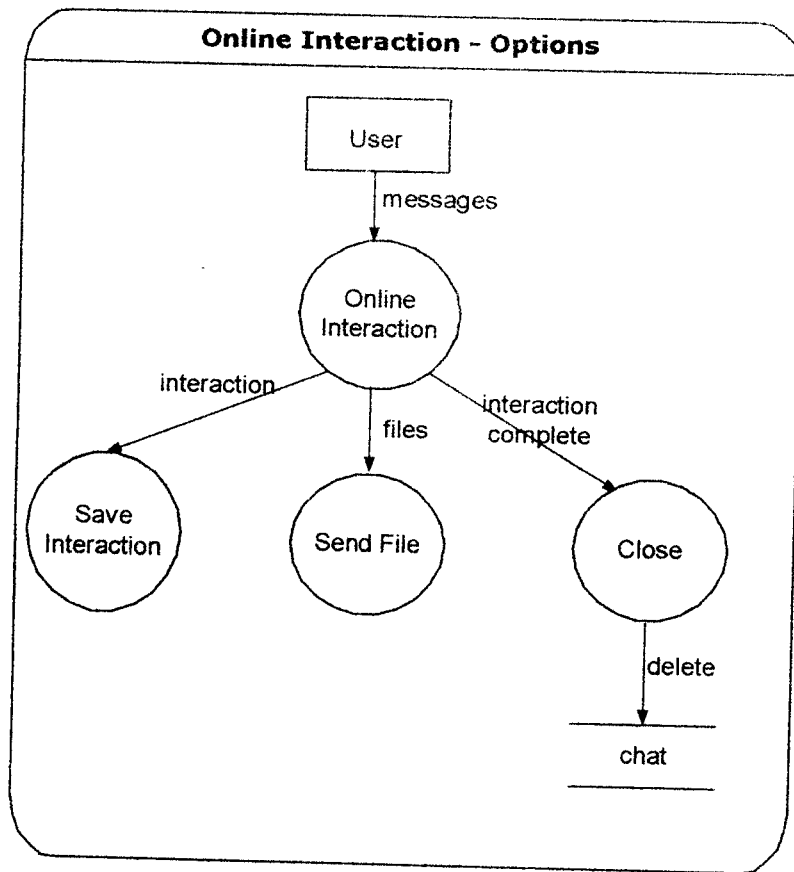 Online Interaction - Options
User
messages
Online
Interaction
interaction
files
interaction
complete
Save
Interaction
Send File
Close
delete
chat